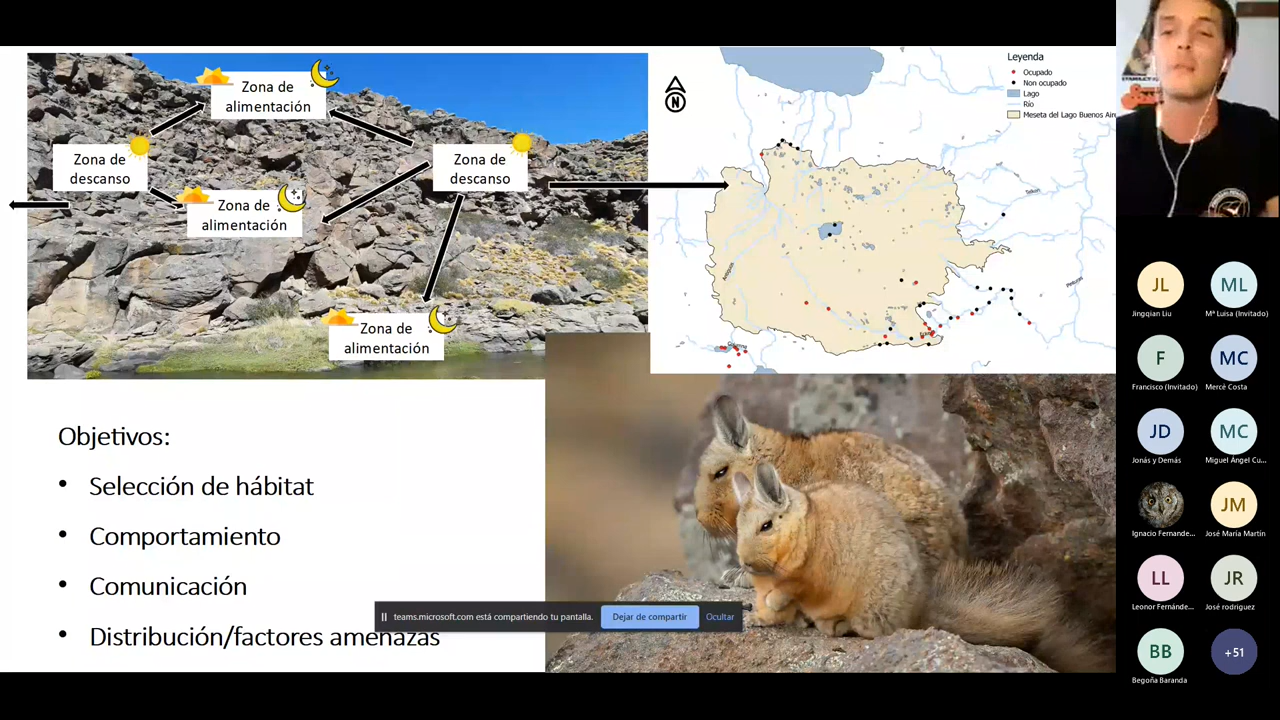 Zona de
alimentación
Zona de
descanso
Zona de
descanso
Zona de
alimentación
Zona de
alimentación
N
Leyenda
Ocupado
Non ocupado
Lago
Río
Meseta del Lago Buenos Aire
Objetivos:
• Selección de hábitat
• Comportamiento
• Comunicación
• Distribución/factores amenazas
teams.microsoft.com está compartiendo tu pantalla.
Dejar de compartir
Ocultar
JL
Jingqian Liu
ML
Mª Luisa (Invitado)
F
Francisco (Invitado)
MC
Mercé Costa
JD
Jonás y Demás
MC
Miguel Ángel Cu...
Ignacio Fernande...
JM
José María Martín
LL
Leonor Fernánde...
JR
José rodriguez
BB
Begoña Baranda
+51